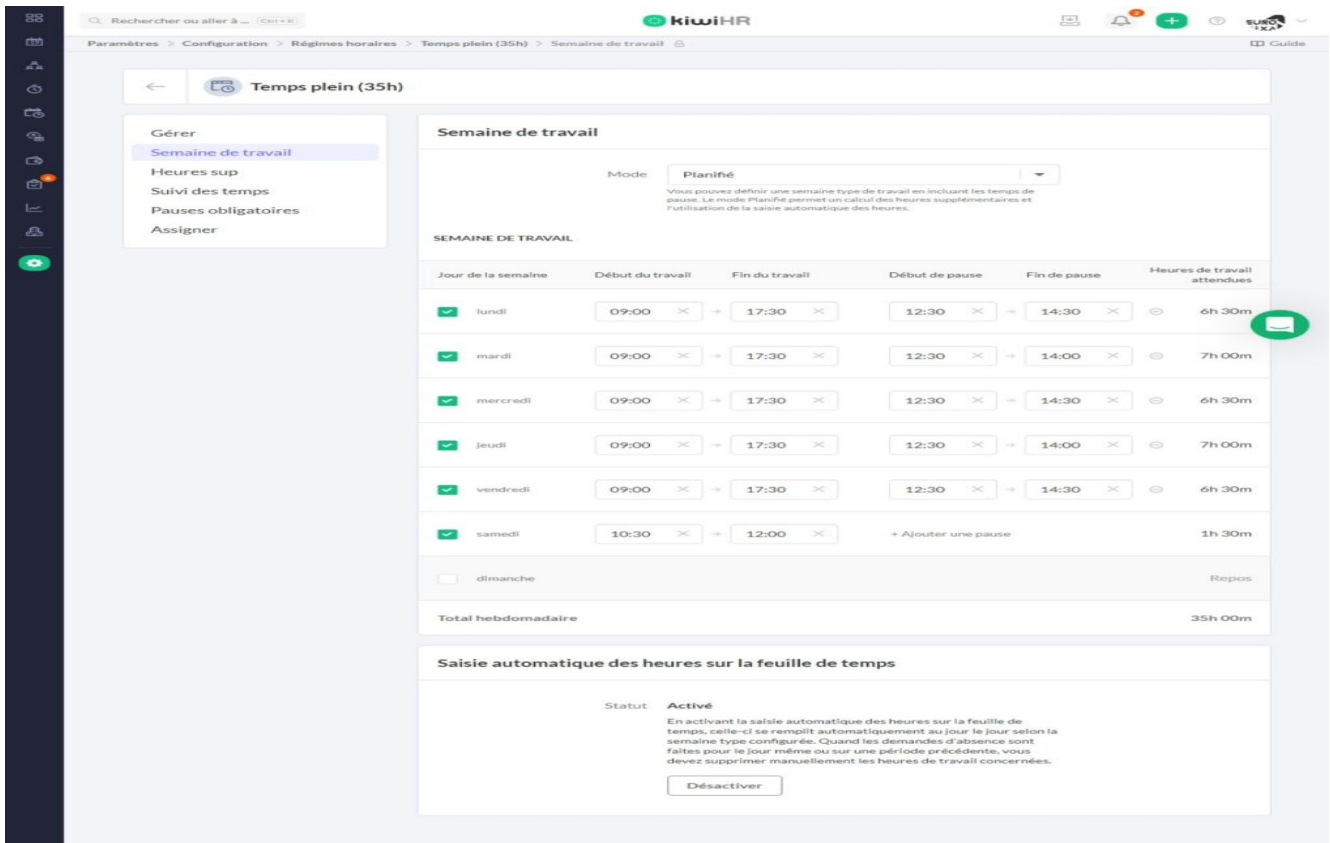 Rechercher ou aller à ... Ctrl + K
kiwiHR
Paramètres > Configuration > Régimes horaires > Temps plein (35h) > Semaine de travail
Guide
Temps plein (35h)
Gérer
Semaine de travail
Heures sup
Suivi des temps
Pauses obligatoires
Assigner
Semaine de travail
Mode Planifié
Vous pouvez définir une semaine type de travail en incluant les temps de
pause. Le mode Planifié permet un calcul des heures supplémentaires et
l'utilisation de la saisie automatique des heures.
SEMAINE DE TRAVAIL
Jour de la semaine Début du travail Fin du travail Début de pause Fin de pause Heures de travail
attendues
lundi 09:00 17:30 12:30 14:30 6h 30m
mardi 09:00 17:30 12:30 14:00 7h 00m
mercredi 09:00 17:30 12:30 14:30 6h 30m
jeudi 09:00 17:30 12:30 14:00 7h 00m
vendredi 09:00 17:30 12:30 14:30 6h 30m
samedi 10:30 12:00 + Ajouter une pause 1h 30m
dimanche Repos
Total hebdomadaire 35h 00m
Saisie automatique des heures sur la feuille de temps
Statut Activé
En activant la saisie automatique des heures sur la feuille de
temps, celle-ci se remplit automatiquement au jour le jour selon la
semaine type configurée. Quand les demandes d'absence sont
faites pour le jour même ou sur une période précédente, vous
devez supprimer manuellement les heures de travail concernées.
Désactiver